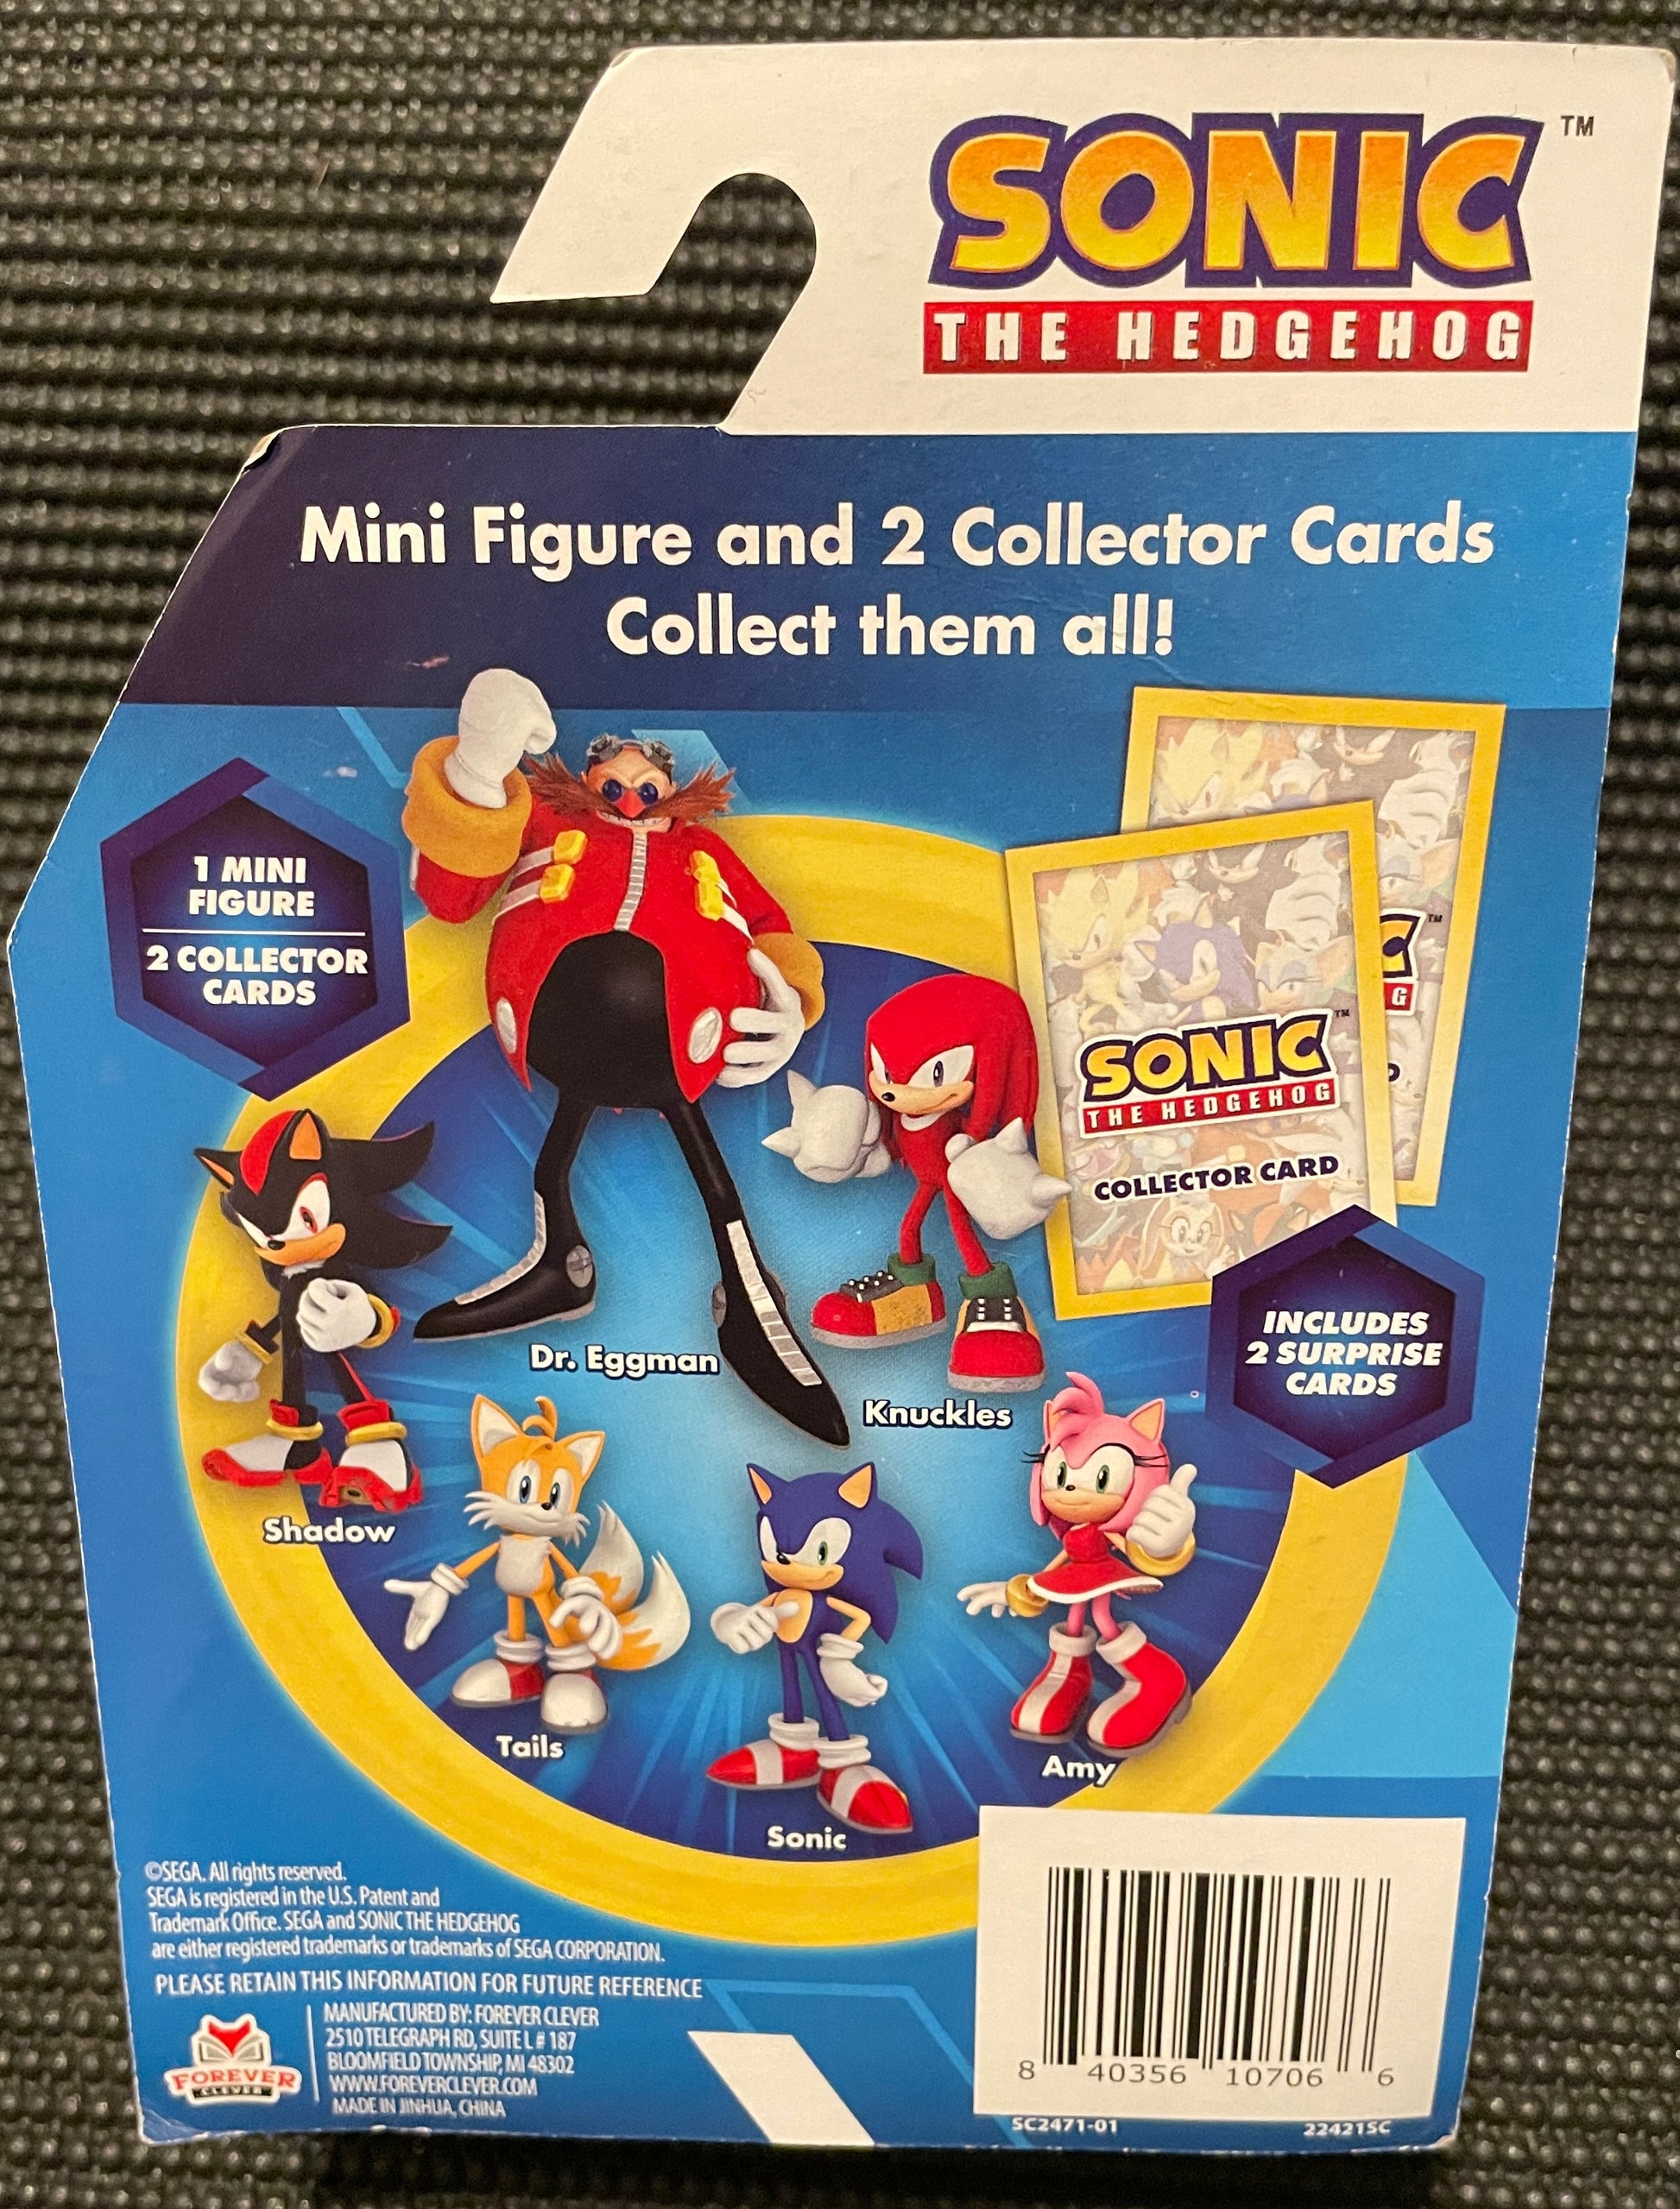 SONIC™
THE HEDGEHOG
Mini Figure and 2 Collector Cards
Collect them all!
1 MINI
FIGURE
2 COLLECTOR
CARDS
C™
G
SONIC™
THE HEDGEHOG
COLLECTOR CARD
INCLUDES
2 SURPRISE
CARDS
Dr. Eggman
Knuckles
Shadow
Tails
Sonic
Amy
©SEGA. All rights reserved.
SEGA is registered in the U.S. Patent and
Trademark Office. SEGA and SONIC THE HEDGEHOG
are either registered trademarks or trademarks of SEGA CORPORATION.
PLEASE RETAIN THIS INFORMATION FOR FUTURE REFERENCE
FOREVER
CLEVER
MANUFACTURED BY: FOREVER CLEVER
2510 TELEGRAPH RD, SUITE L # 187
BLOOMFIELD TOWNSHIP, MI 48302
WWW.FOREVERCLEVER.COM
MADE IN JINHUA, CHINA
8 40356 10706 6
SC2471-01 22421SC